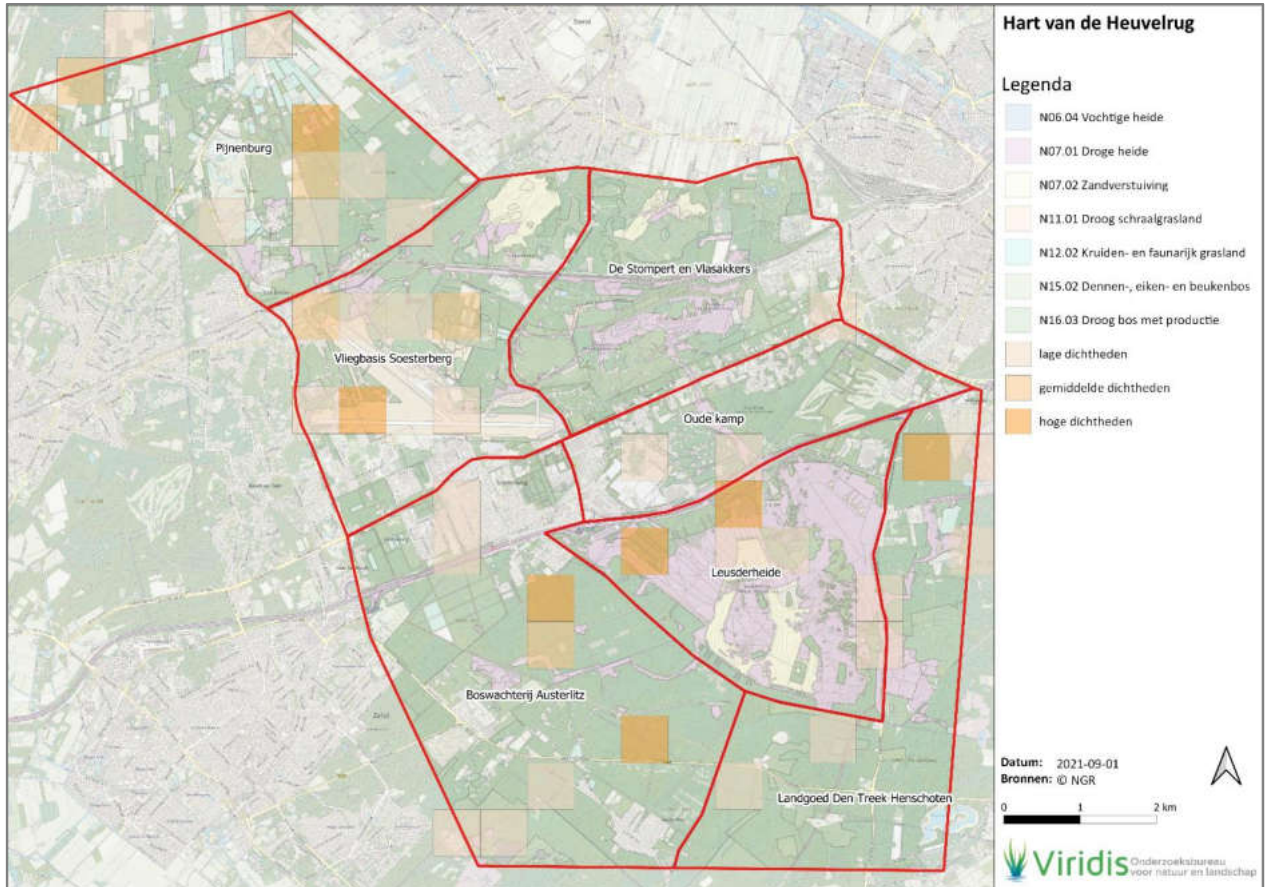 Hart van de Heuvelrug
Legenda
N06.04 Vochtige heide
N07.01 Droge heide
N07.02 Zandverstuiving
N11.01 Droog schraalgrasland
N12.02 Kruiden- en faunarijk grasland
N15.02 Dennen-, eiken- en beukenbos
N16.03 Droog bos met productie
lage dichtheden
gemiddelde dichtheden
hoge dichtheden
Pijnenburg
De Stompert en Vlasakkers
Vliegbasis Soesterberg
Oude kamp
Leusderheide
Boswachterij Austerlitz
Landgoed Den Treek Henschoten
Zeist
Datum: 2021-09-01
Bronnen: © NGR
0 1 2 km
Viridis Onderzoeksbureau
voor natuur en landschap